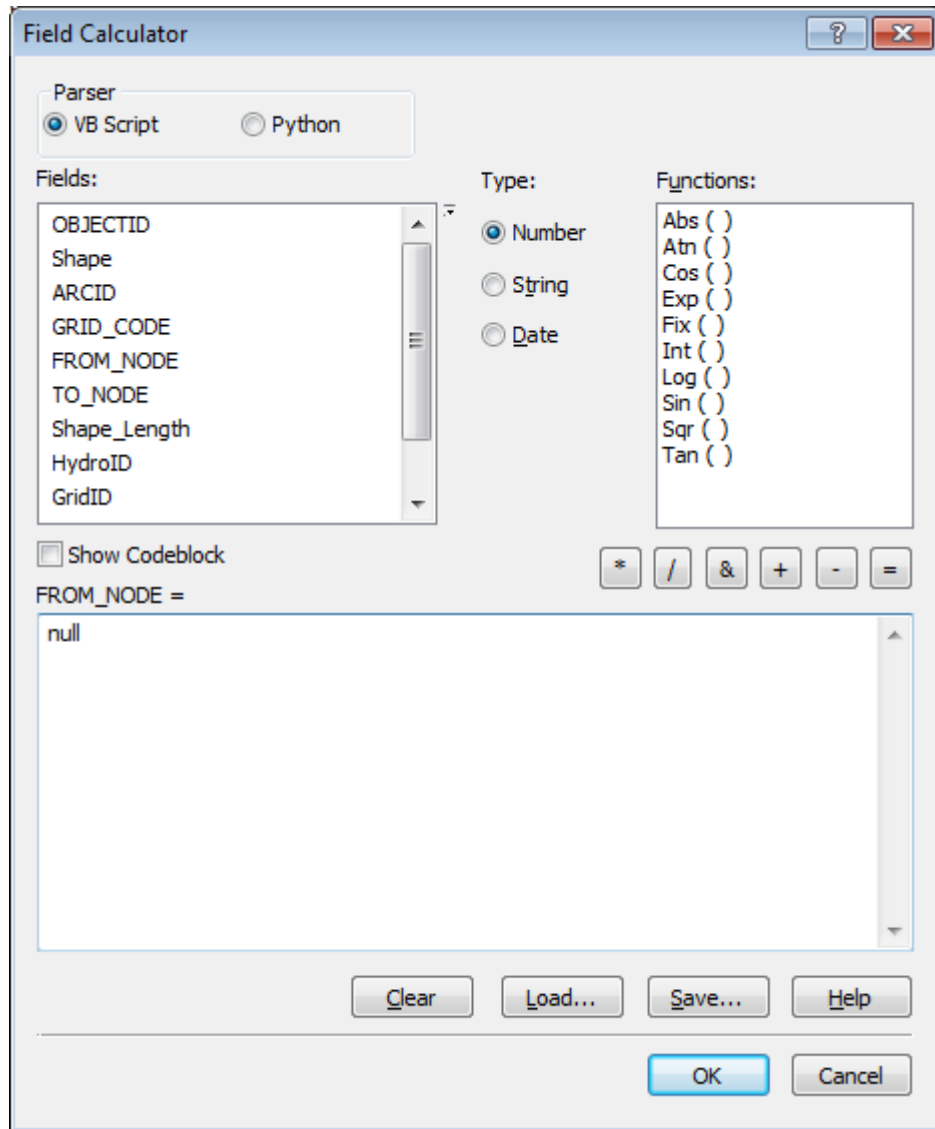 Field Calculator
Parser
VB Script Python
Fields:
OBJECTID
Shape
ARCID
GRID_CODE
FROM_NODE
TO_NODE
Shape_Length
HydroID
GridID
Type:
Number
String
Date
Functions:
Abs ( )
Atn ( )
Cos ( )
Exp ( )
Fix ( )
Int ( )
Log ( )
Sin ( )
Sqr ( )
Tan ( )
Show Codeblock
* / & + - =
FROM_NODE =
null
Clear Load... Save... Help
OK Cancel